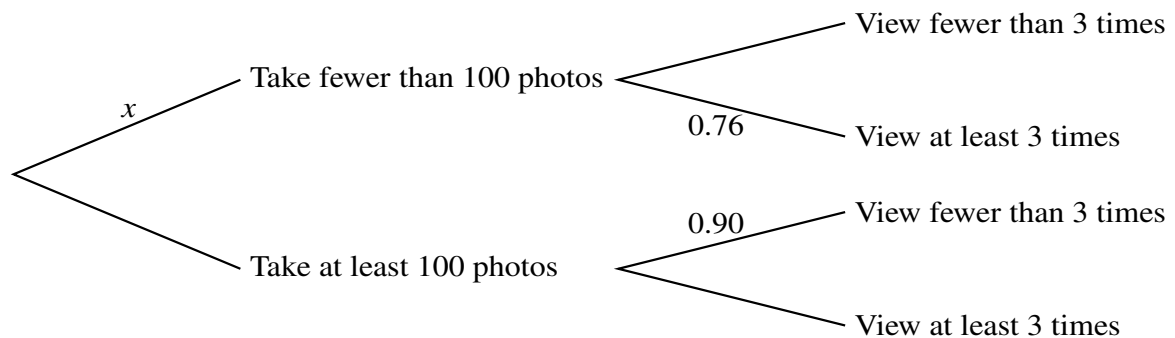 View fewer than 3 times
x
Take fewer than 100 photos
0.76
View at least 3 times
0.90
View fewer than 3 times
Take at least 100 photos
View at least 3 times